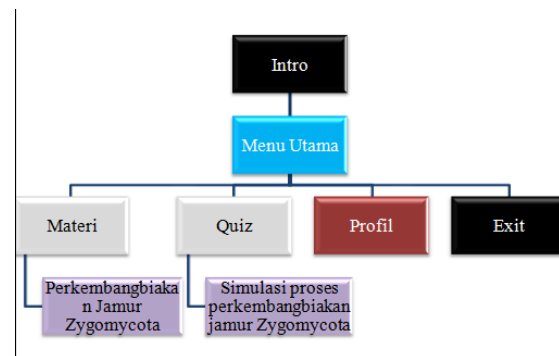 Intro
Menu Utama
Materi
Quiz
Profil
Exit
Perkembangbiaka
n Jamur
Zygomycota
Simulasi proses
perkembangbiakan
jamur Zygomycota